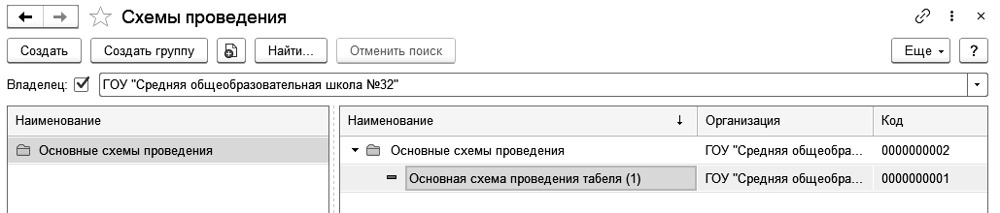 Схемы проведения
Создать Создать группу Найти... Отменить поиск Еще ?
Владелец: ГОУ "Средняя общеобразовательная школа №32"
Наименование Наименование ↓ Организация Код
Основные схемы проведения Основные схемы проведения ГОУ "Средняя общеобра... 0000000002
Основная схема проведения табеля (1) ГОУ "Средняя общеобра... 0000000001